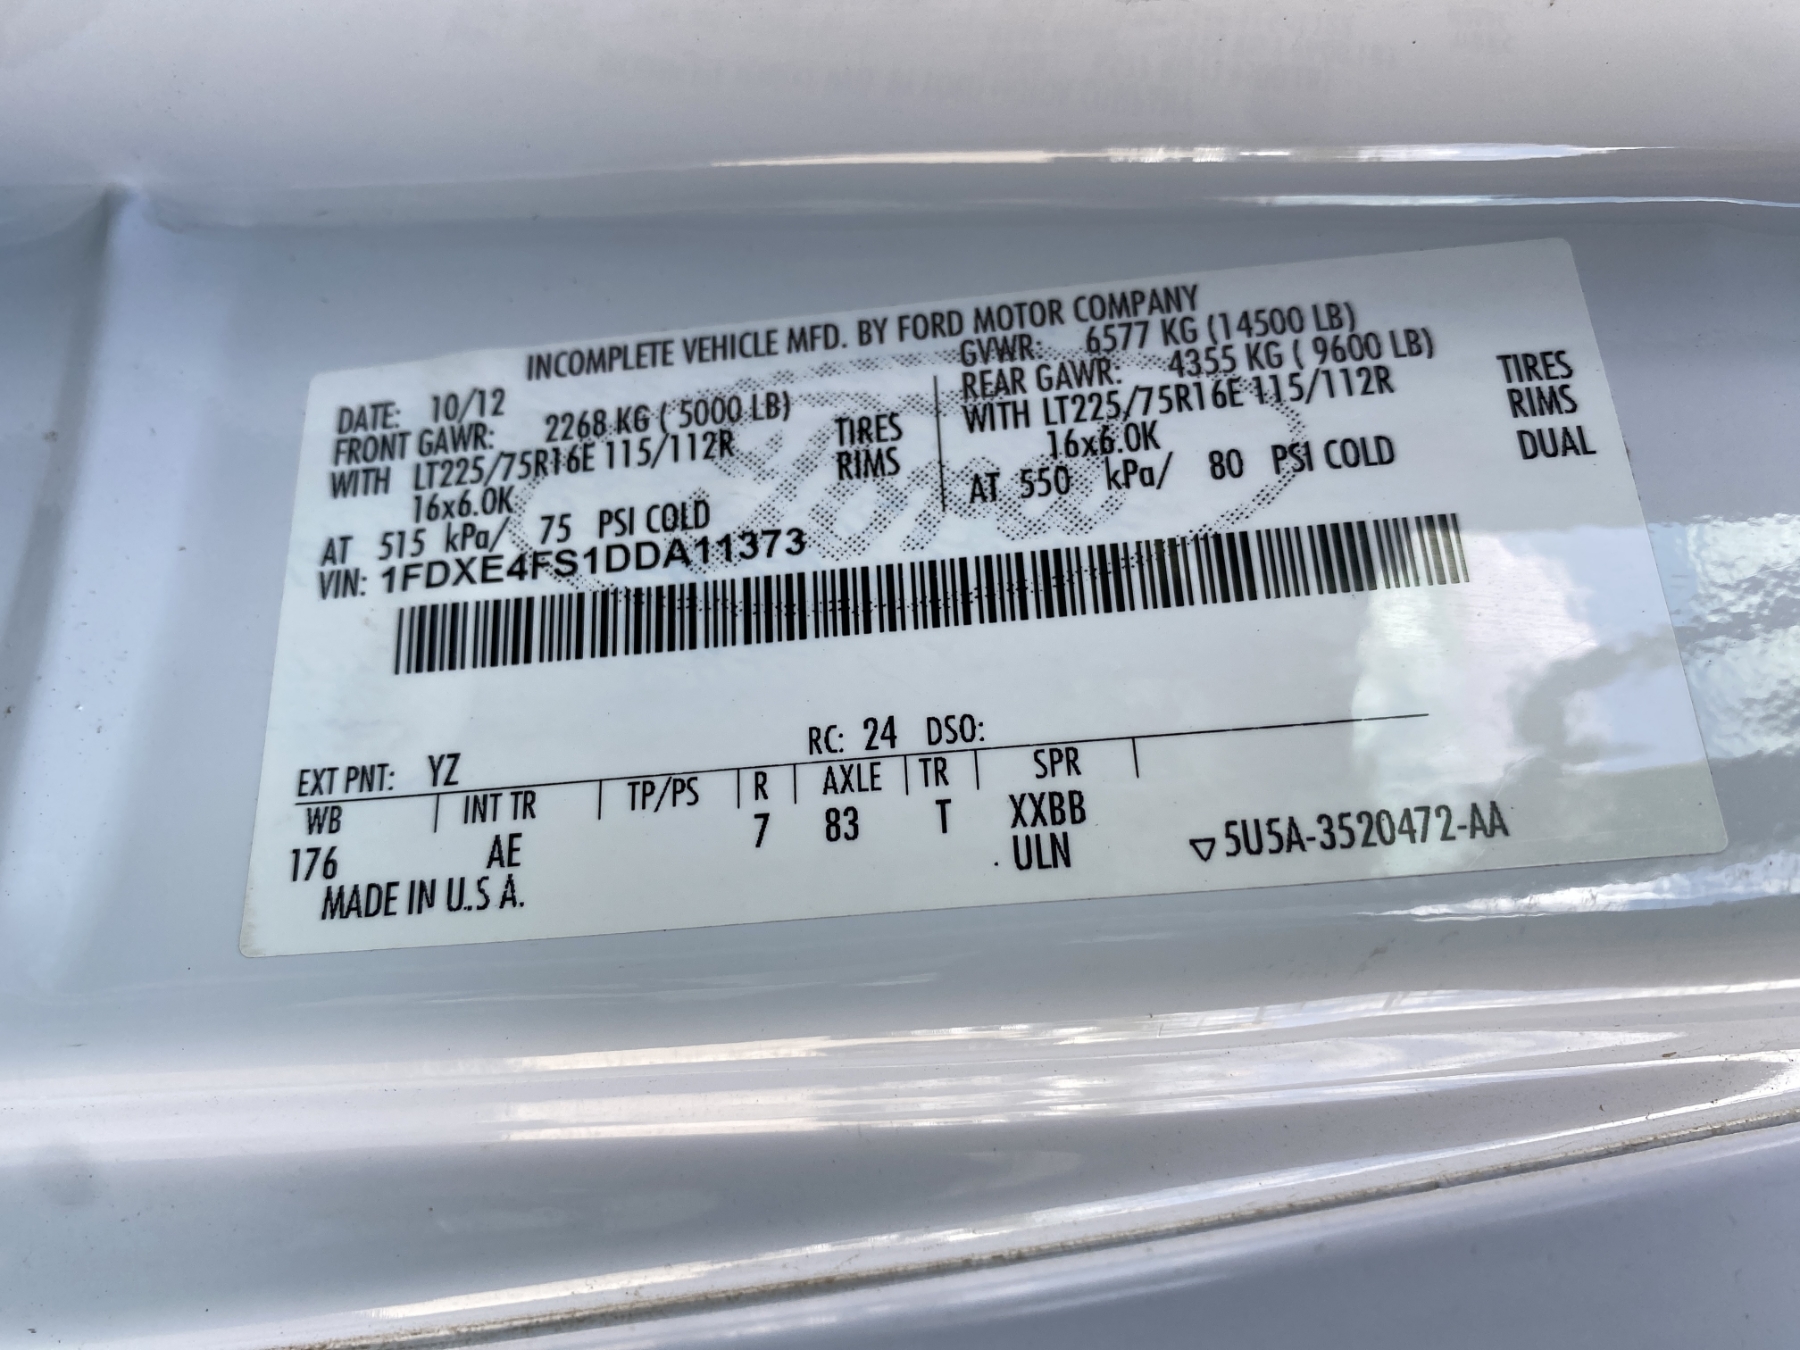 INCOMPLETE VEHICLE MFD. BY FORD MOTOR COMPANY
DATE: 10/12
GVWR: 6577 KG (14500 LB)
FRONT GAWR: 2268 KG ( 5000 LB)
REAR GAWR: 4355 KG ( 9600 LB)
WITH LT225/75R16E 115/112R TIRES
WITH LT225/75R16E 115/112R TIRES
16x6.0K RIMS
16x6.0K RIMS
AT 515 kPa/ 75 PSI COLD
AT 550 kPa/ 80 PSI COLD DUAL
VIN: 1FDXE4FS1DDA11373
Ford
EXT PNT: YZ RC: 24 DSO:
WB INT TR TP/PS R AXLE TR SPR
176 AE 7 83 T XXBB
ULN
MADE IN U.S.A.
5U5A-3520472-AA